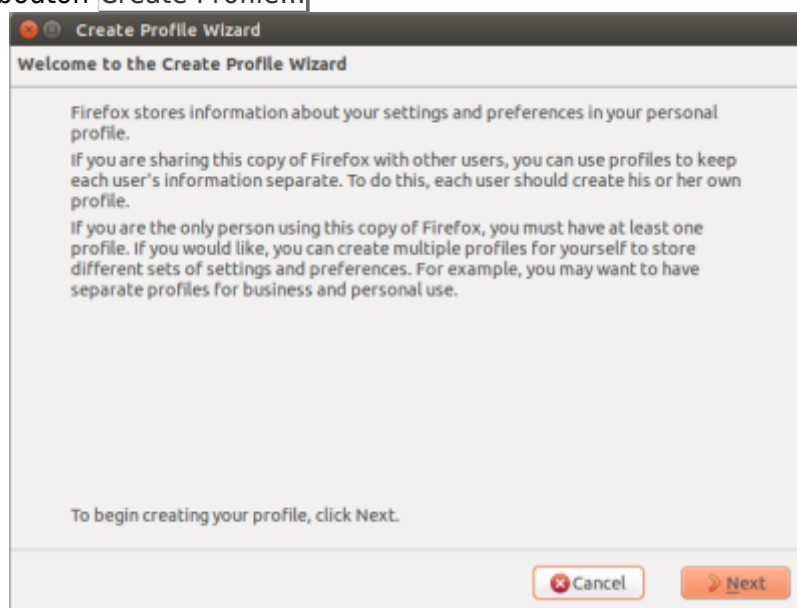 bouton Create Profile...
Create Profile Wizard
Welcome to the Create Profile Wizard
Firefox stores information about your settings and preferences in your personal
profile.
If you are sharing this copy of Firefox with other users, you can use profiles to keep
each user's information separate. To do this, each user should create his or her own
profile.
If you are the only person using this copy of Firefox, you must have at least one
profile. If you would like, you can create multiple profiles for yourself to store
different sets of settings and preferences. For example, you may want to have
separate profiles for business and personal use.
To begin creating your profile, click Next.
Cancel
Next